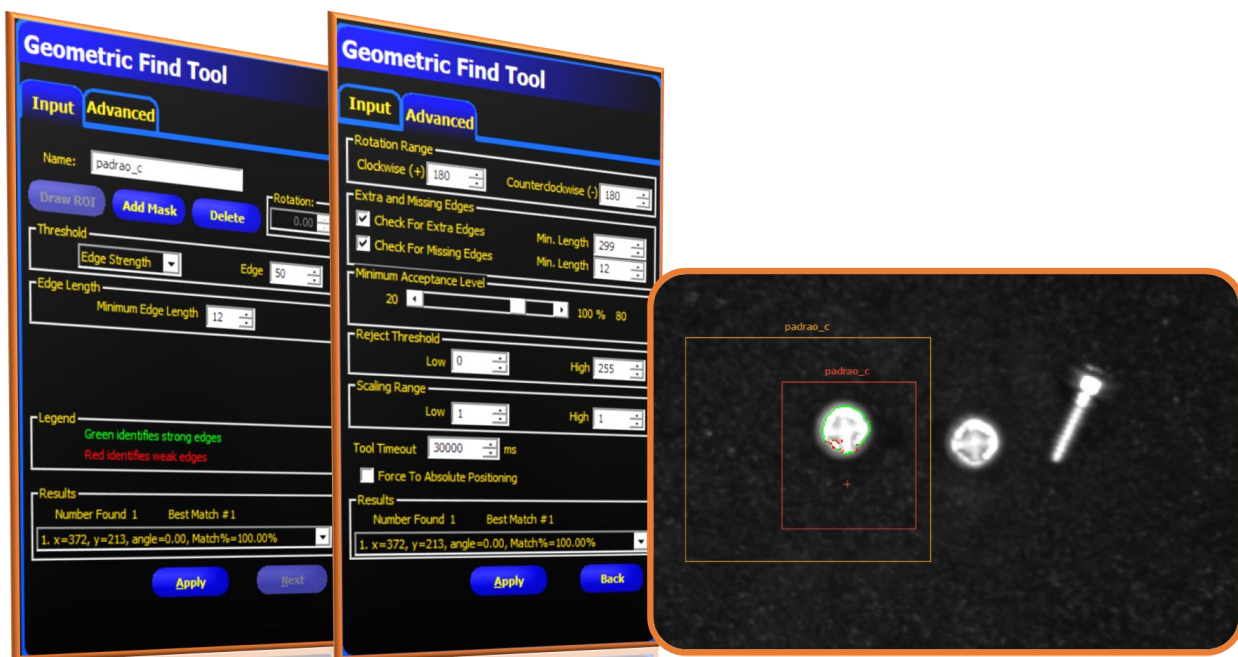 Geometric Find Tool
Input Advanced
Name: padrao_c
Draw ROI Add Mask Delete Rotation: 0.00
Threshold
Edge Strength Edge 50
Edge Length
Minimum Edge Length 12
Legend
Green identifies strong edges
Red identifies weak edges
Results
Number Found 1 Best Match # 1
1. x=372, y=213, angle=0.00, Match%=100.00%
Apply Next
Geometric Find Tool
Input Advanced
Rotation Range
Clockwise (+) 180 Counterclockwise (-) 180
Extra and Missing Edges
Check For Extra Edges Min. Length 299
Check For Missing Edges Min. Length 12
Minimum Acceptance Level
20 100 % 80
Reject Threshold
Low 0 High 255
Scaling Range
Low 1 High 1
Tool Timeout 30000 ms
Force To Absolute Positioning
Results
Number Found 1 Best Match # 1
1. x=372, y=213, angle=0.00, Match%=100.00%
Apply Back
padrao_c
padrao_c